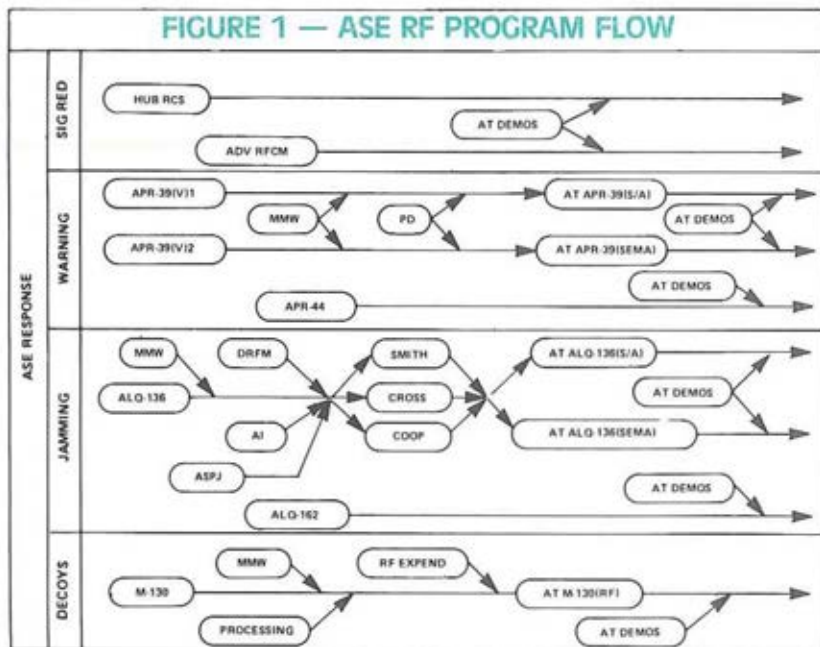 FIGURE 1 — ASE RF PROGRAM FLOW
ASE RESPONSE
SIG RED
HUB RCS
AT DEMOS
ADV RFCM
WARNING
APR-39(V)1
AT APR-39(S/A)
MMW
PD
AT DEMOS
APR-39(V)2
AT APR-39(SEMA)
AT DEMOS
APR-44
JAMMING
MMW
DRFM
SMITH
AT ALQ-136(S/A)
ALQ-136
CROSS
AT DEMOS
AI
COOP
AT ALQ-136(SEMA)
ASPJ
AT DEMOS
ALQ-162
DECOYS
MMW
RF EXPEND
M-130
AT M-130(RF)
PROCESSING
AT DEMOS